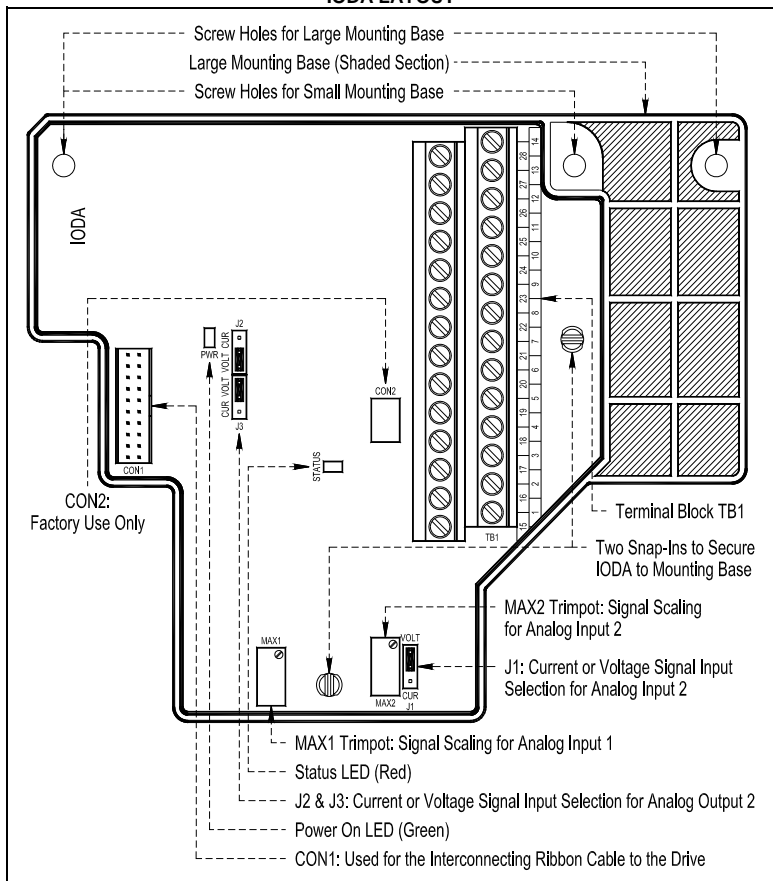 IODA LAYOUT
Screw Holes for Large Mounting Base
Large Mounting Base (Shaded Section)
Screw Holes for Small Mounting Base
IODA
14
28
13
27
12
26
11
25
10
24
9
23
8
22
7
21
6
20
5
19
4
18
3
17
2
16
1
15
TB1
J2
CUR
VOLT
PWR
VOLT
CUR
J3
CON2
STATUS
CON1
CON2:
Factory Use Only
Terminal Block TB1
Two Snap-Ins to Secure
IODA to Mounting Base
MAX2 Trimpot: Signal Scaling
for Analog Input 2
MAX1
VOLT
MAX2
CUR
J1
J1: Current or Voltage Signal Input
Selection for Analog Input 2
MAX1 Trimpot: Signal Scaling for Analog Input 1
Status LED (Red)
J2 & J3: Current or Voltage Signal Input Selection for Analog Output 2
Power On LED (Green)
CON1: Used for the Interconnecting Ribbon Cable to the Drive